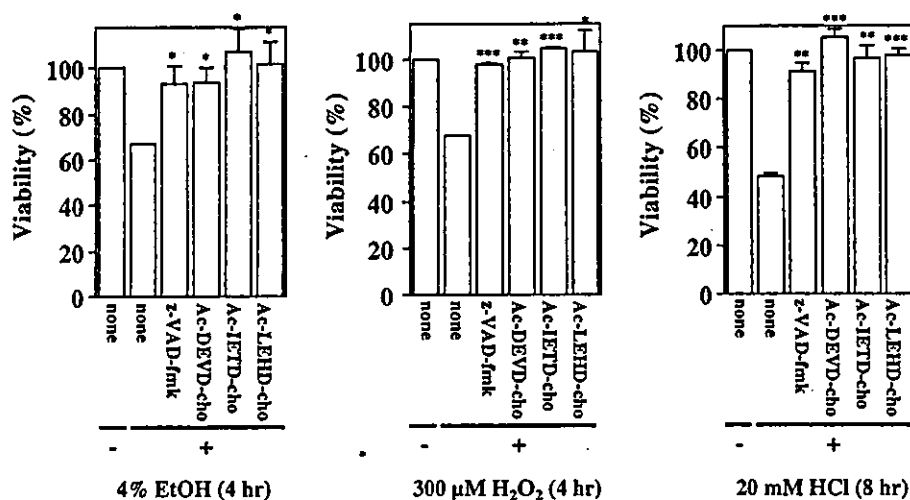 Viability (%)
100
80
60
40
20
0
* * * *
none
none
z-VAD-fmk
Ac-DEVD-cho
Ac-IETD-cho
Ac-LEHD-cho
- +
4% EtOH (4 hr)
Viability (%)
100
80
60
40
20
0
*** ** *** *
none
none
z-VAD-fmk
Ac-DEVD-cho
Ac-IETD-cho
Ac-LEHD-cho
- +
300 µM H₂O₂ (4 hr)
Viability (%)
100
80
60
40
20
0
** *** ** ***
none
none
z-VAD-fmk
Ac-DEVD-cho
Ac-IETD-cho
Ac-LEHD-cho
- +
20 mM HCl (8 hr)